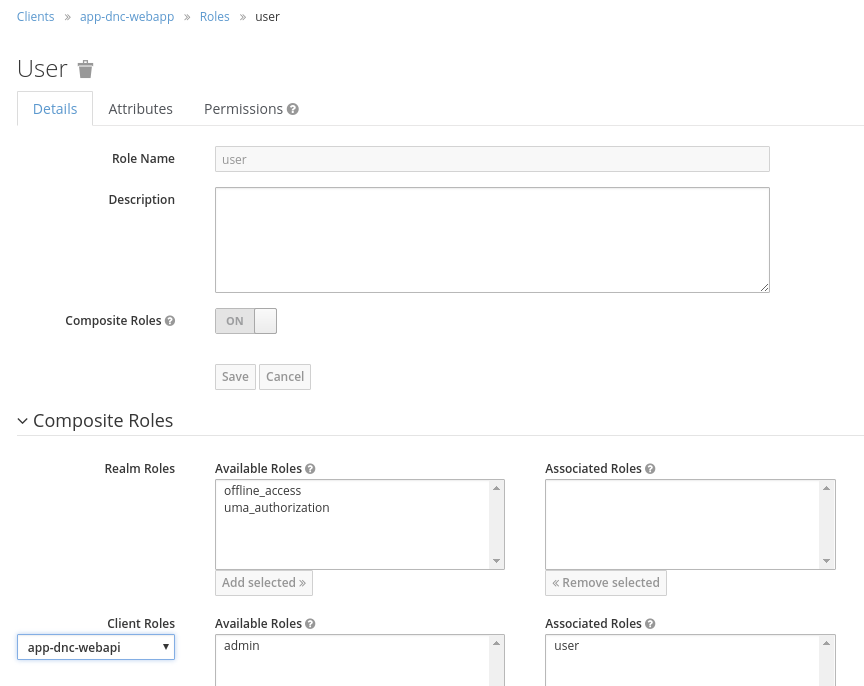 Clients » app-dnc-webapp » Roles » user
User
Details Attributes Permissions ?
Role Name user
Description
Composite Roles ? ON
Save Cancel
Composite Roles
Realm Roles Available Roles ? Associated Roles ?
offline_access
uma_authorization
Add selected » « Remove selected
Client Roles Available Roles ? Associated Roles ?
app-dnc-webapi admin user